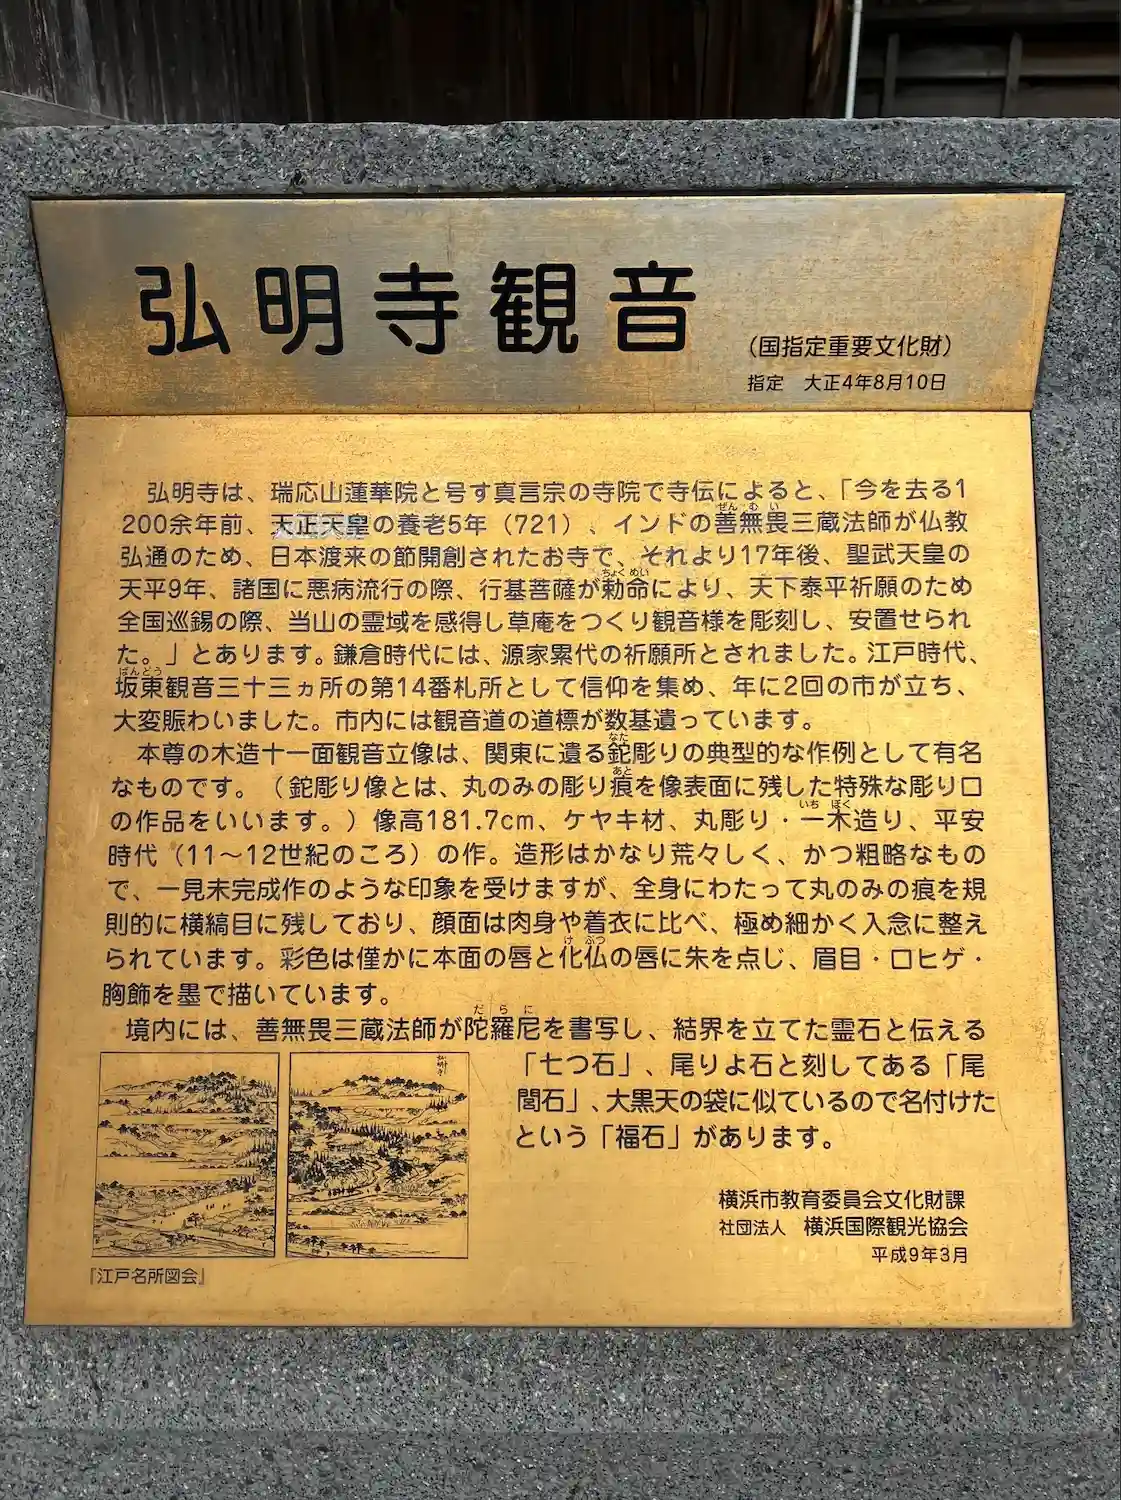 弘明寺観音
（国指定重要文化財）
指定　大正4年8月10日
弘明寺は、瑞応山蓮華院と号す真言宗の寺院で寺伝によると、「今を去る1
200余年前、天正天皇の養老5年（721）、インドの善無畏三蔵法師が仏教
弘通のため、日本渡来の節開創されたお寺で、それより17年後、聖武天皇の
天平9年、諸国に悪病流行の際、行基菩薩が勅命により、天下泰平祈願のため
全国巡錫の際、当山の霊域を感得し草庵をつくり観音様を彫刻し、安置せられ
た。」とあります。鎌倉時代には、源家累代の祈願所とされました。江戸時代、
坂東観音三十三ヵ所の第14番札所として信仰を集め、年に2回の市が立ち、
大変賑わいました。市内には観音道の道標が数基遺っています。
本尊の木造十一面観音立像は、関東に遺る鉈彫りの典型的な作例として有名
なものです。（鉈彫り像とは、丸のみの彫り痕を像表面に残した特殊な彫り口
の作品をいいます。）像高181.7cm、ケヤキ材、丸彫り・一木造り、平安
時代（11～12世紀のころ）の作。造形はかなり荒々しく、かつ粗略なもの
で、一見未完成作のような印象を受けますが、全身にわたって丸のみの痕を規
則的に横縞目に残しており、顔面は肉身や着衣に比べ、極め細かく入念に整え
られています。彩色は僅かに本面の唇と化仏の唇に朱を点じ、眉目・口ヒゲ・
胸飾を墨で描いています。
境内には、善無畏三蔵法師が陀羅尼を書写し、結界を立てた霊石と伝える
「七つ石」、尾りよ石と刻してある「尾
閭石」、大黒天の袋に似ているので名付けた
という「福石」があります。
弘明寺
『江戸名所図会』
横浜市教育委員会文化財課
社団法人　横浜国際観光協会
平成9年3月